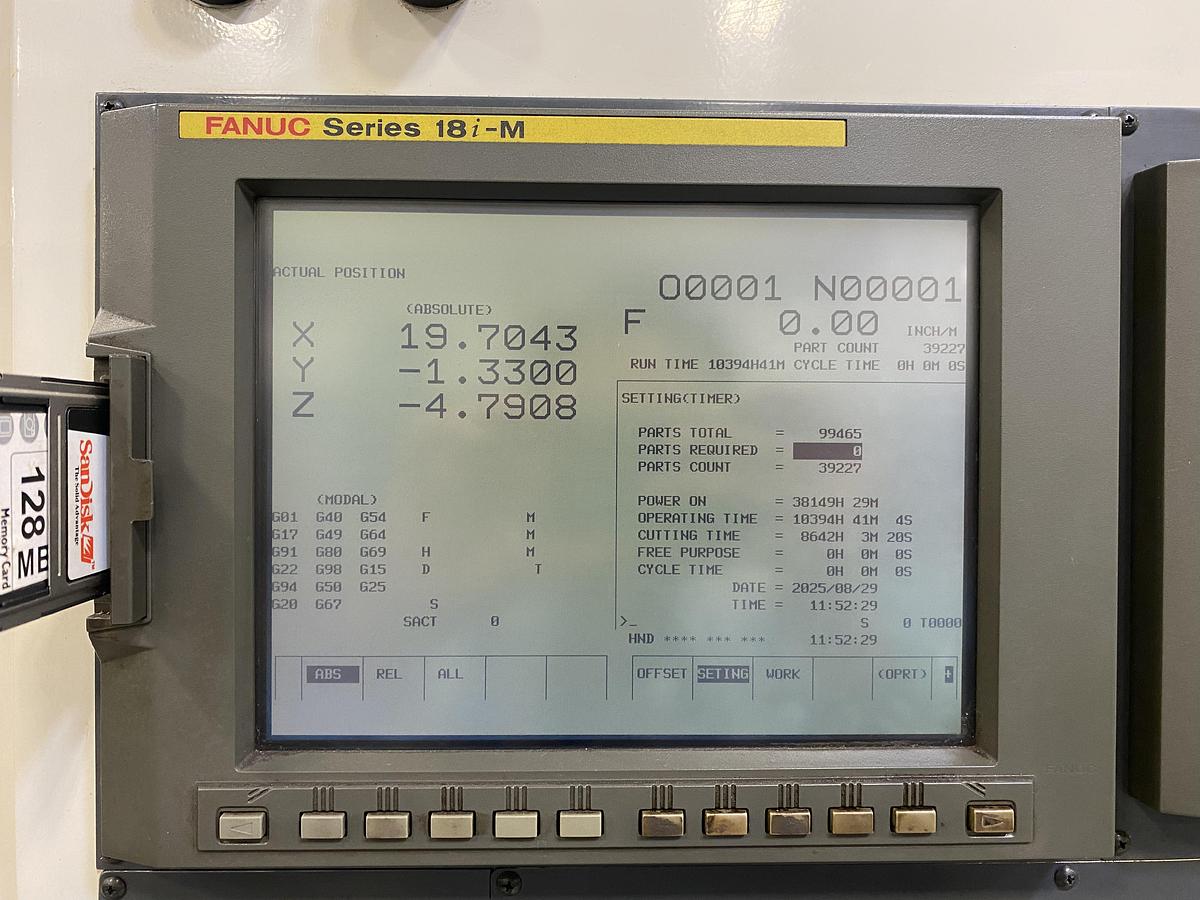 FANUC Series 18i-M
ACTUAL POSITION
O0001 N00001
(ABSOLUTE)
X 19.7043
Y -1.3300
Z -4.7908
F 0.00 INCH/M
PART COUNT 39227
RUN TIME 10394H41M CYCLE TIME 0H 0M 0S
SETTING(TIMER)
PARTS TOTAL = 99465
PARTS REQUIRED = 0
PARTS COUNT = 39227
POWER ON = 38149H 29M
OPERATING TIME = 10394H 41M 4S
CUTTING TIME = 8642H 3M 20S
FREE PURPOSE = 0H 0M 0S
CYCLE TIME = 0H 0M 0S
DATE = 2025/08/29
TIME = 11:52:29
(MODAL)
G01 G40 G54 F M
G17 G49 G64 M
G91 G80 G69 H M
G22 G98 G15 D T
G94 G50 G25
G20 G67 S
SACT 0
>_ S 0 T0000
HND **** *** *** 11:52:29
ABS REL ALL
OFFSET SETING WORK (OPRT) +
SanDisk
The Solid Advantage
128 MB
Memory Card